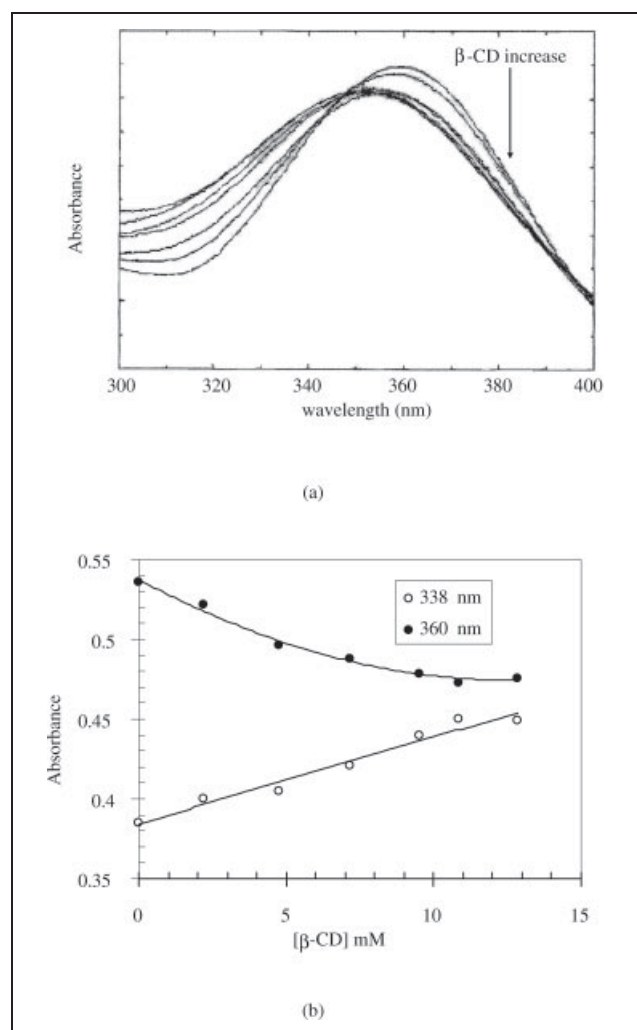 β-CD increase
Absorbance
300 320 340 360 380 400
wavelength (nm)
(a)
0.55
0.5
0.45
0.4
0.35
338 nm
360 nm
Absorbance
0 5 10 15
[β-CD] mM
(b)